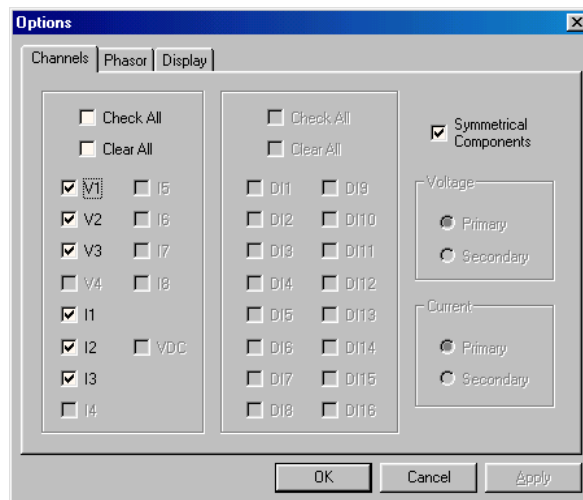 Options
Channels Phasor Display
Check All
Clear All
V1 I5
V2 I6
V3 I7
V4 I8
I1
I2 VDC
I3
I4
Check All
Clear All
DI1 DI9
DI2 DI10
DI3 DI11
DI4 DI12
DI5 DI13
DI6 DI14
DI7 DI15
DI8 DI16
Symmetrical
Components
Voltage
Primary
Secondary
Current
Primary
Secondary
OK Cancel Apply